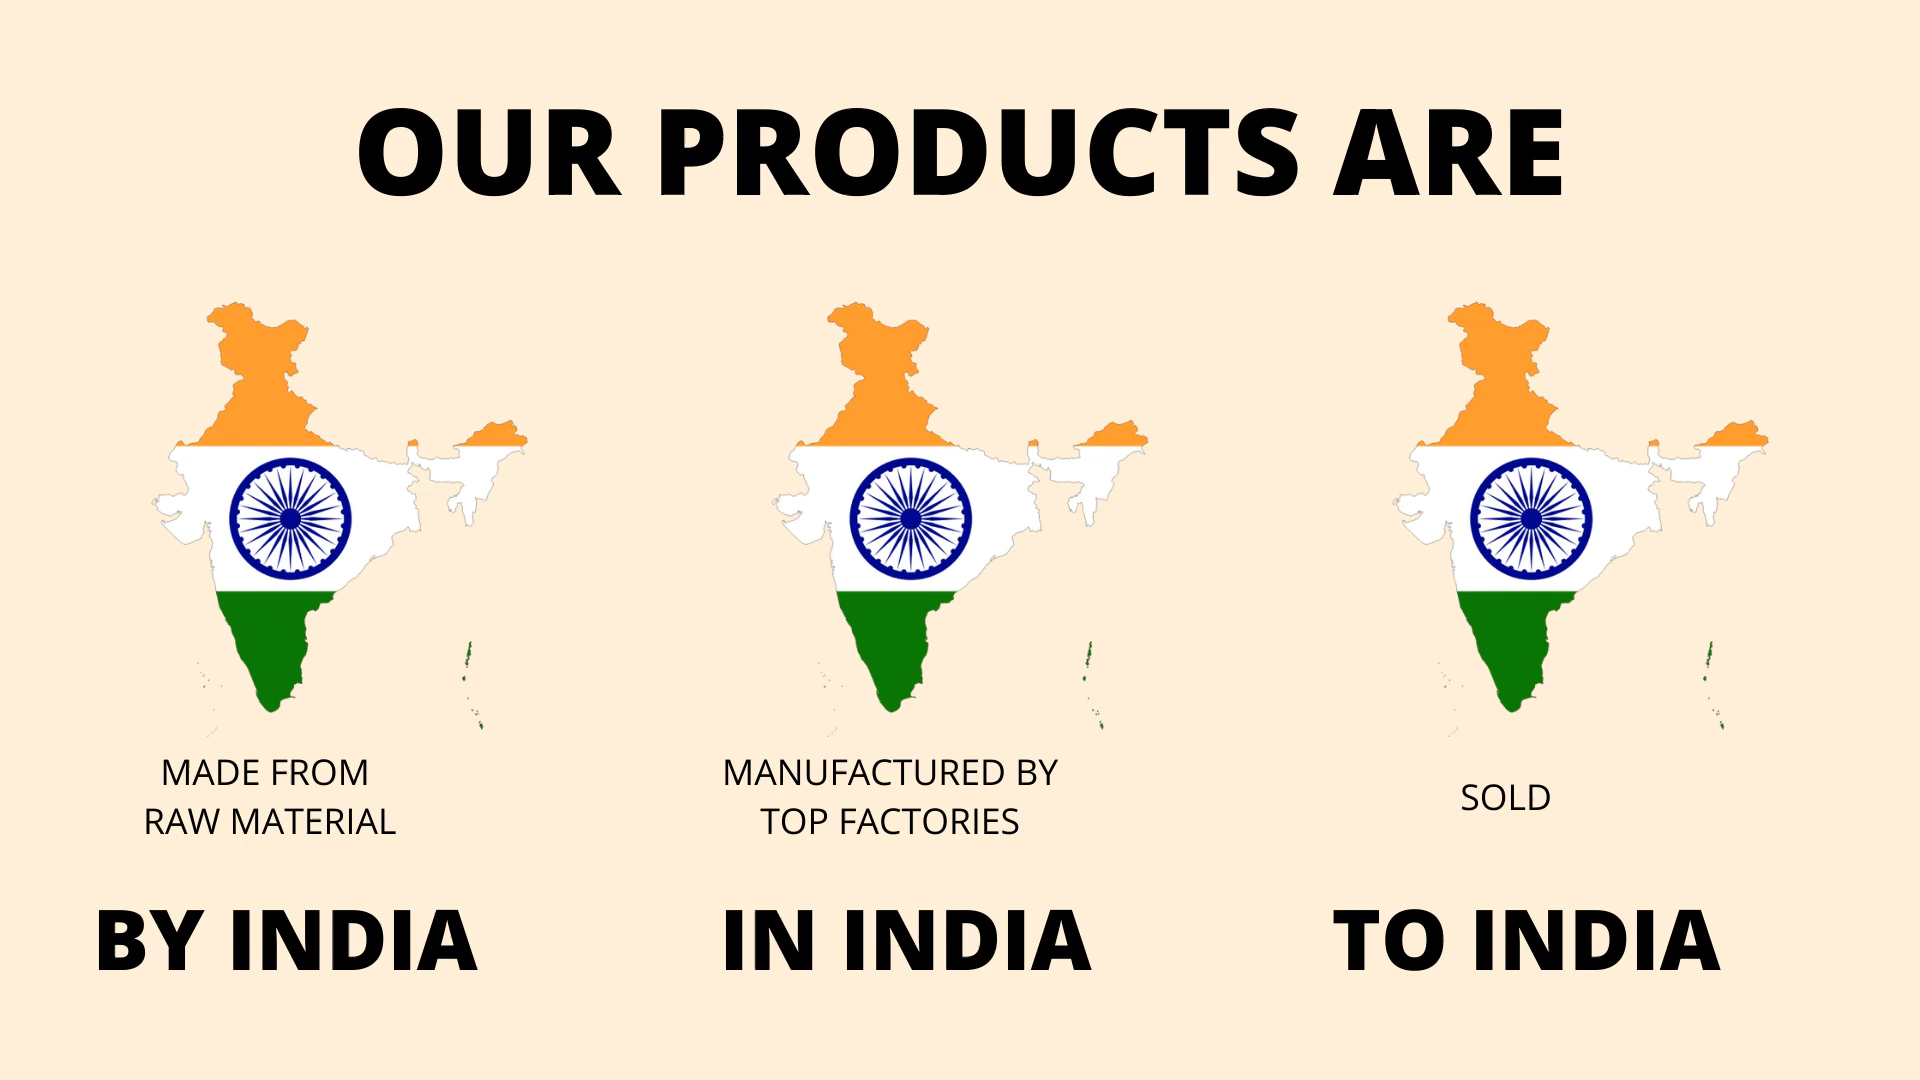 OUR PRODUCTS ARE
MADE FROM
RAW MATERIAL
BY INDIA
MANUFACTURED BY
TOP FACTORIES
IN INDIA
SOLD
TO INDIA